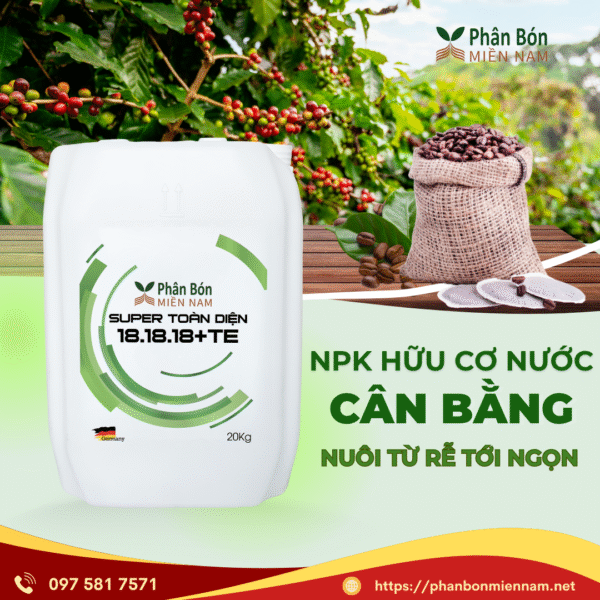 Phân Bón
MIỀN NAM
Phân Bón
MIỀN NAM
SUPER TOÀN DIỆN
18.18.18+TE
Germany
20Kg
NPK HỮU CƠ NƯỚC
CÂN BẰNG
NUÔI TỪ RỄ TỚI NGỌN
097 581 7571
https://phanbonmiennam.net